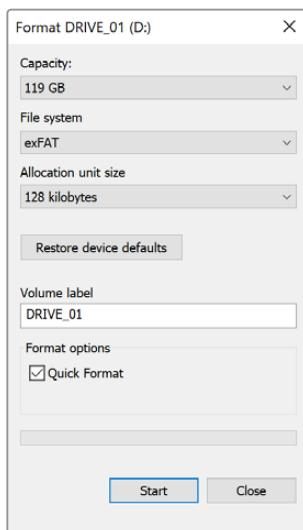 Format DRIVE_01 (D:)
Capacity:
119 GB
File system
exFAT
Allocation unit size
128 kilobytes
Restore device defaults
Volume label
DRIVE_01
Format options
Quick Format
Start Close